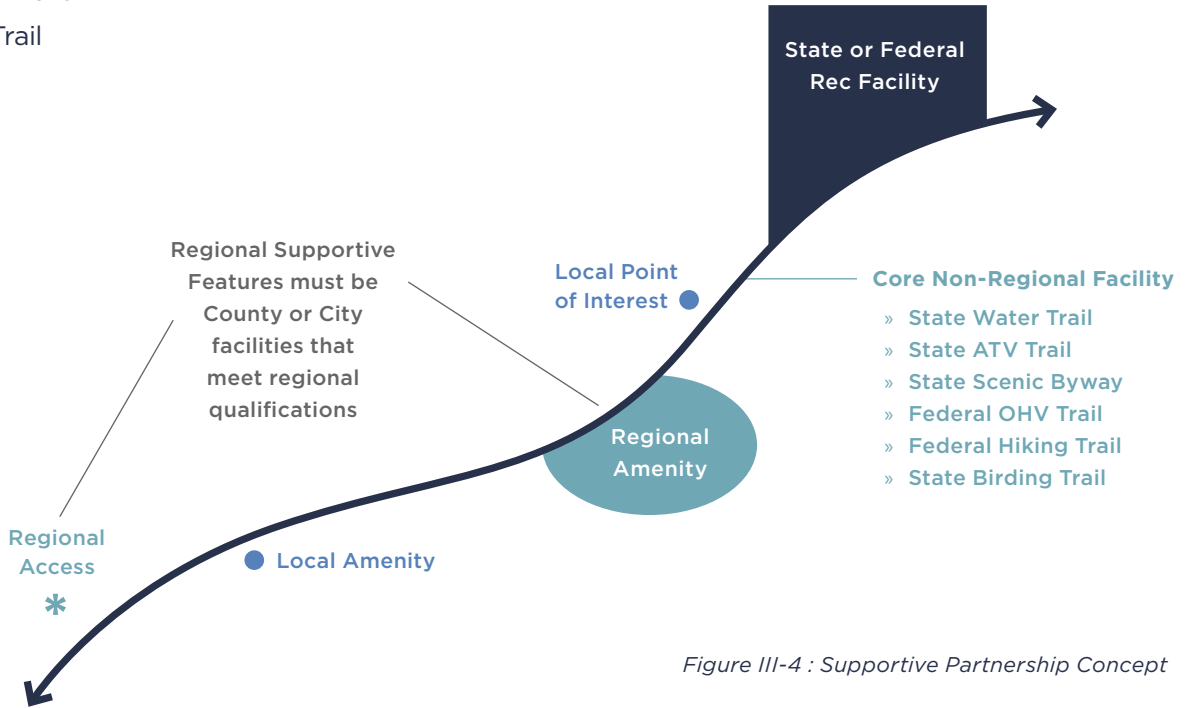 Trail
State or Federal
Rec Facility
Regional Supportive
Features must be
County or City
facilities that
meet regional
qualifications
Local Point
of Interest
Core Non-Regional Facility
» State Water Trail
» State ATV Trail
» State Scenic Byway
» Federal OHV Trail
» Federal Hiking Trail
» State Birding Trail
Regional
Amenity
Regional
Access
*
Local Amenity
Figure III-4 : Supportive Partnership Concept